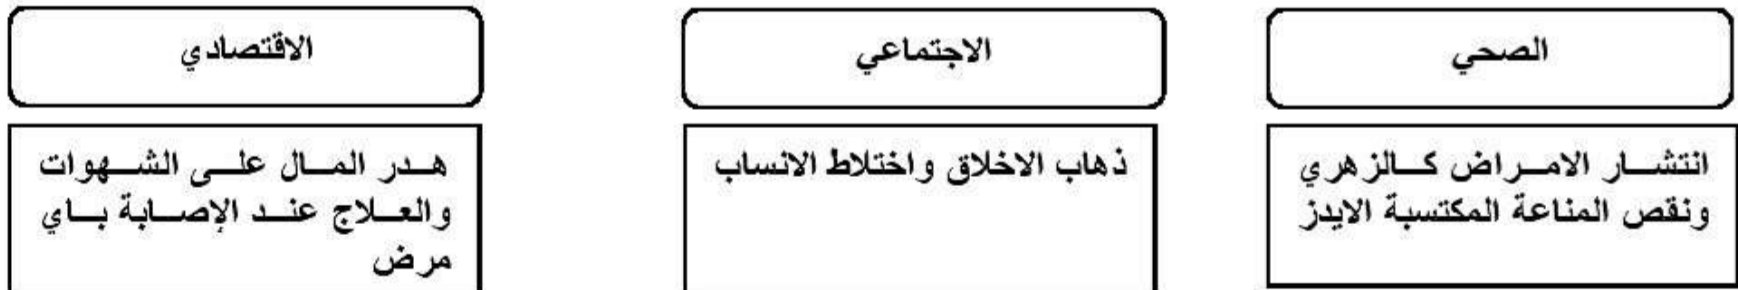 الصحي
انتشار الامراض كالزهري
ونقص المناعة المكتسبة الايدز
الاجتماعي
ذهاب الاخلاق واختلاط الانساب
الاقتصادي
هدر المال على الشهوات
والعلاج عند الإصابة باي
مرض